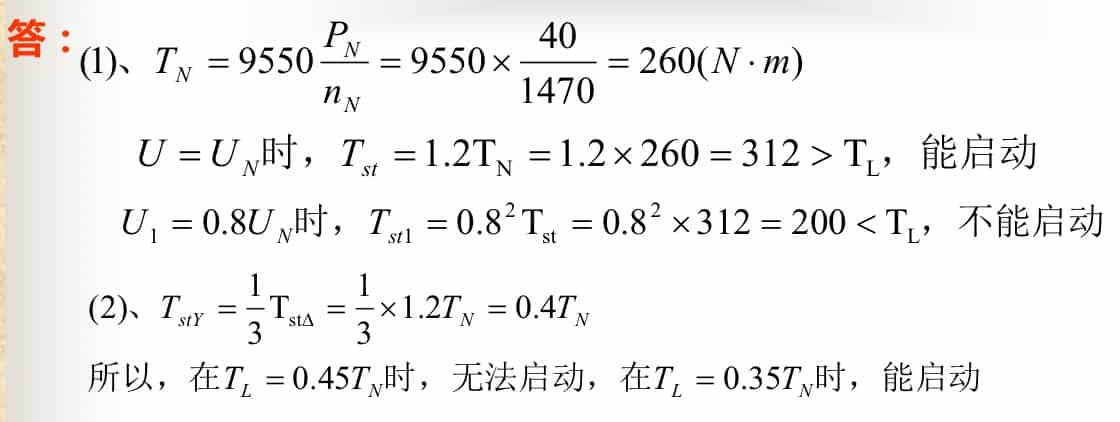 答：
(1)、T_N = 9550 P_N/n_N = 9550 × 40/1470 = 260(N·m)
U = U_N时，T_st = 1.2T_N = 1.2 × 260 = 312 > T_L，能启动
U_1 = 0.8U_N时，T_st1 = 0.8² T_st = 0.8² × 312 = 200 < T_L，不能启动
(2)、T_stY = 1/3 T_stΔ = 1/3 × 1.2T_N = 0.4T_N
所以，在T_L = 0.45T_N时，无法启动，在T_L = 0.35T_N时，能启动